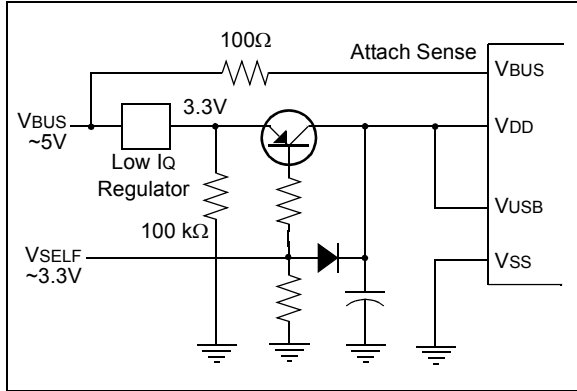 100Ω
Attach Sense
VBUS
VBUS
~5V
3.3V
VDD
Low IQ
Regulator
100 kΩ
VUSB
VSELF
~3.3V
VSS